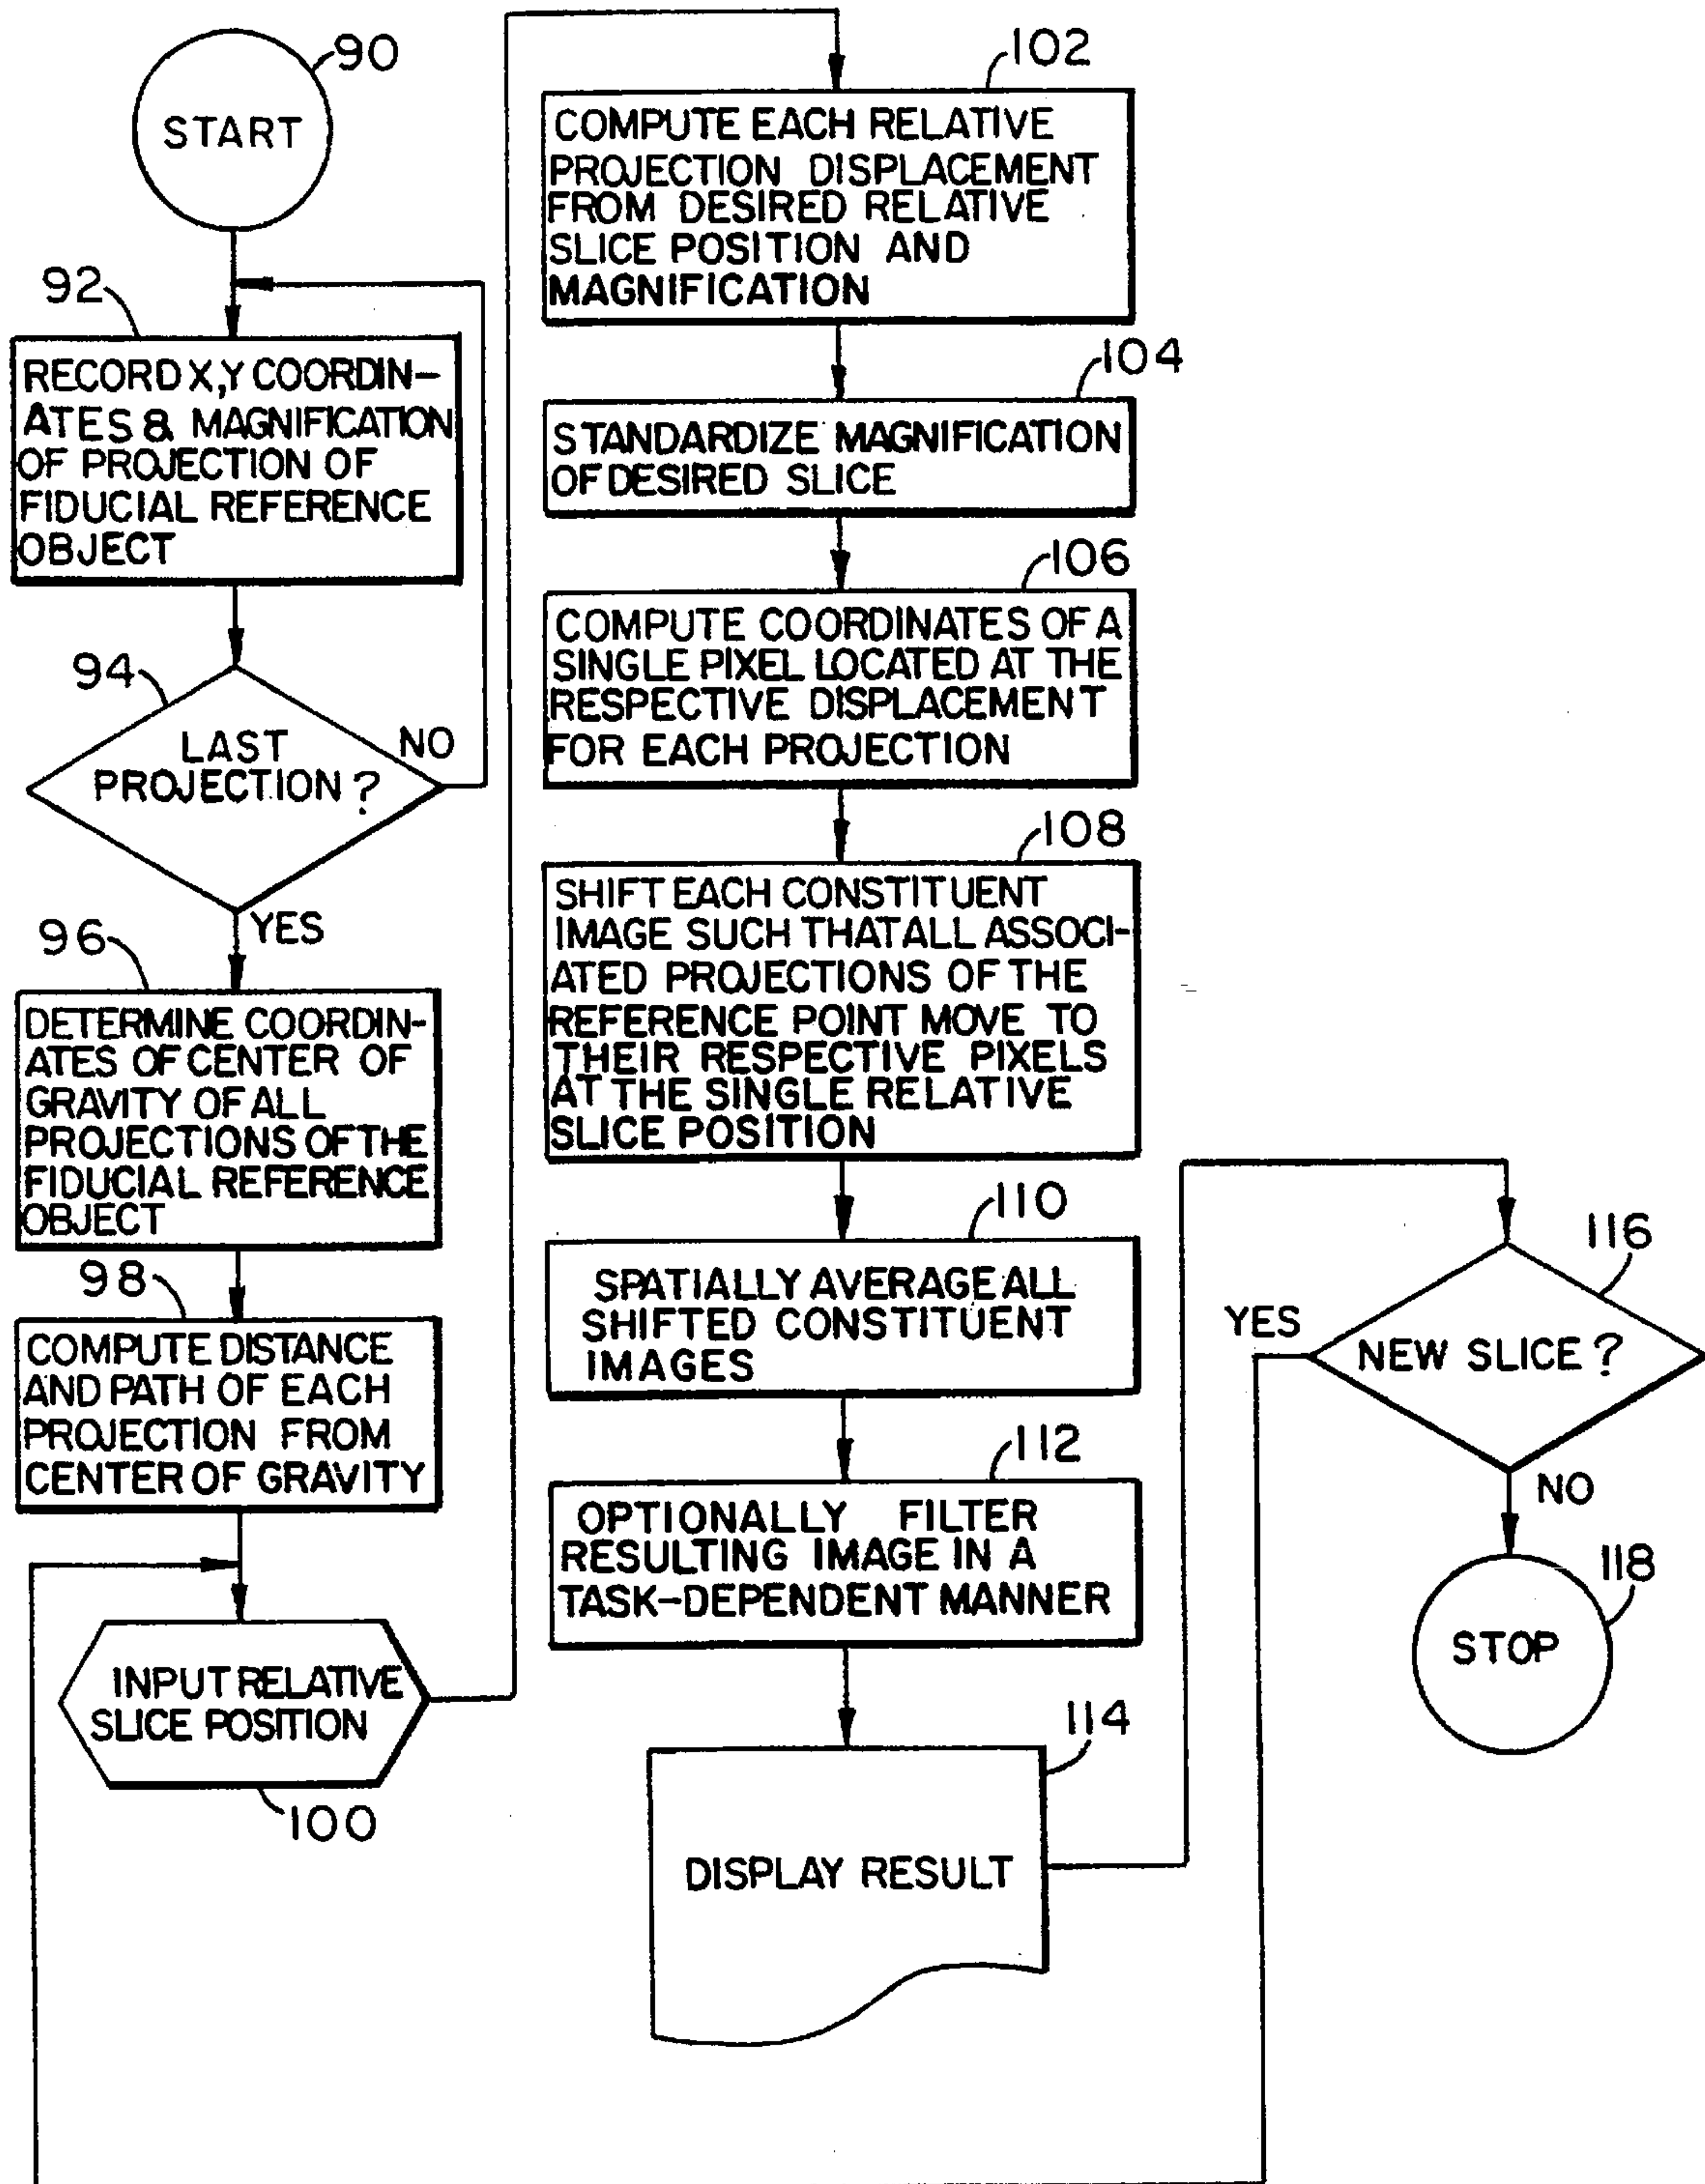 90
START
92
RECORD X,Y COORDIN-
ATES & MAGNIFICATION
OF PROJECTION OF
FIDUCIAL REFERENCE
OBJECT
94
LAST
PROJECTION?
NO
YES
96
DETERMINE COORDIN-
ATES OF CENTER OF
GRAVITY OF ALL
PROJECTIONS OF THE
FIDUCIAL REFERENCE
OBJECT
98
COMPUTE DISTANCE
AND PATH OF EACH
PROJECTION FROM
CENTER OF GRAVITY
INPUT RELATIVE
SLICE POSITION
100
102
COMPUTE EACH RELATIVE
PROJECTION DISPLACEMENT
FROM DESIRED RELATIVE
SLICE POSITION AND
MAGNIFICATION
104
STANDARDIZE MAGNIFICATION
OF DESIRED SLICE
106
COMPUTE COORDINATES OF A
SINGLE PIXEL LOCATED AT THE
RESPECTIVE DISPLACEMENT
FOR EACH PROJECTION
108
SHIFT EACH CONSTITUENT
IMAGE SUCH THAT ALL ASSOCI-
ATED PROJECTIONS OF THE
REFERENCE POINT MOVE TO
THEIR RESPECTIVE PIXELS
AT THE SINGLE RELATIVE
SLICE POSITION
110
SPATIALLY AVERAGE ALL
SHIFTED CONSTITUENT
IMAGES
112
OPTIONALLY FILTER
RESULTING IMAGE IN A
TASK-DEPENDENT MANNER
114
DISPLAY RESULT
116
YES
NEW SLICE?
NO
118
STOP